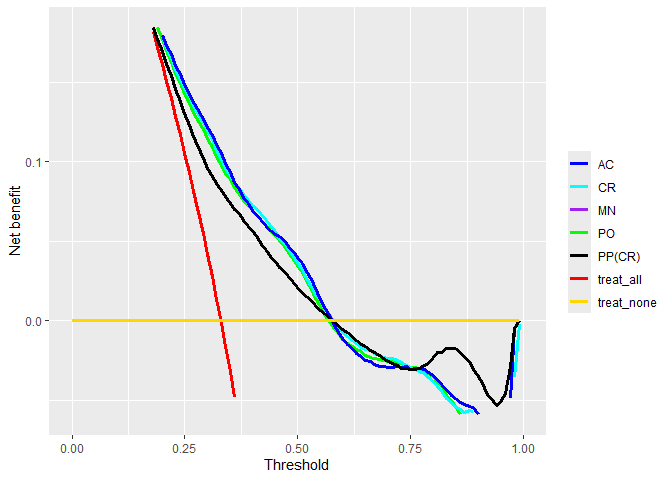 0.1
0.0
Net benefit
0.00
0.25
0.50
0.75
1.00
Threshold
AC
CR
MN
PO
PP(CR)
treat_all
treat_none